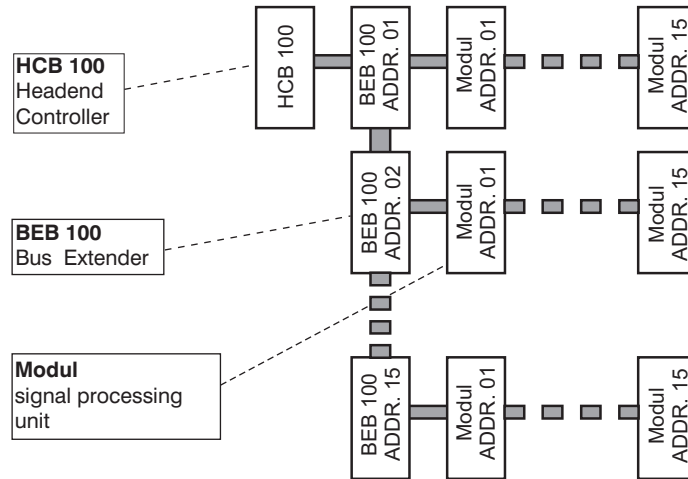 HCB 100
Headend
Controller
HCB 100
BEB 100
ADDR. 01
Modul
ADDR. 01
Modul
ADDR. 15
BEB 100
Bus Extender
BEB 100
ADDR. 02
Modul
ADDR. 01
Modul
ADDR. 15
Modul
signal processing
unit
BEB 100
ADDR. 15
Modul
ADDR. 01
Modul
ADDR. 15